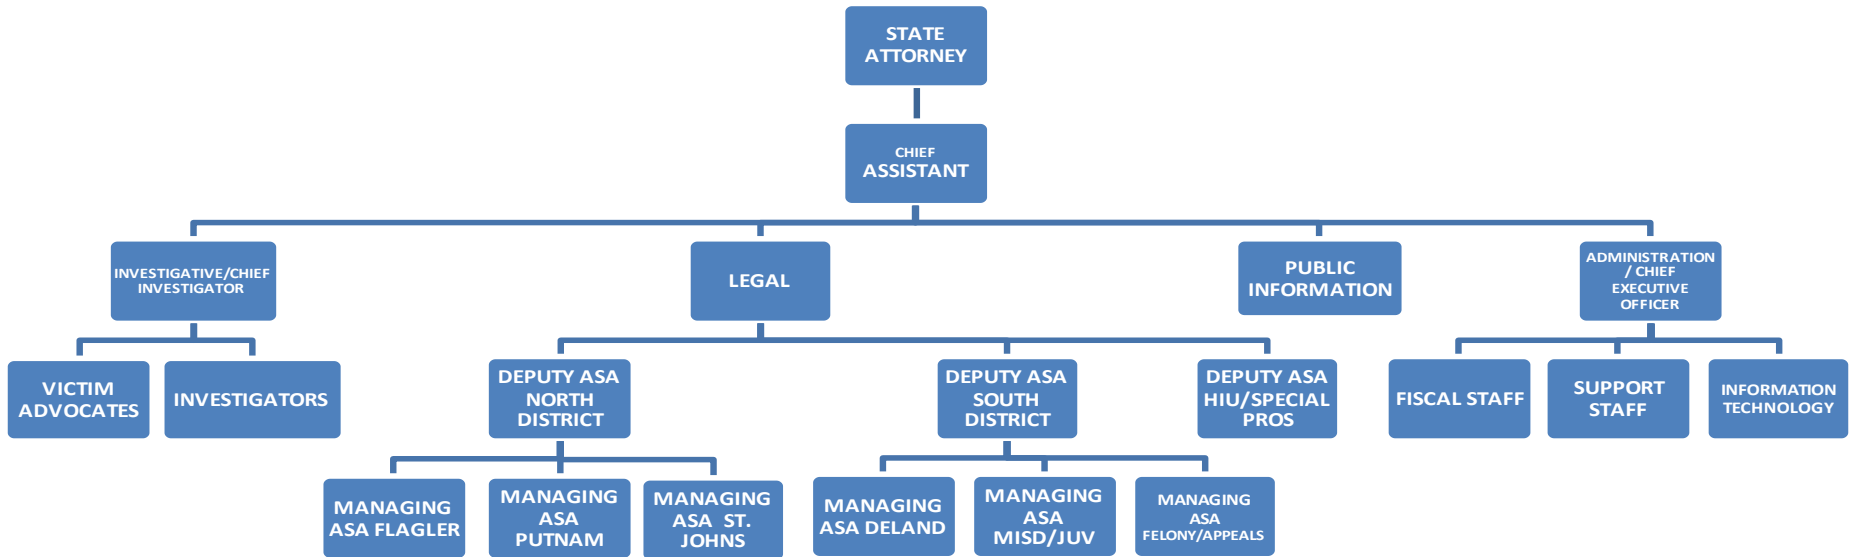 STATE
ATTORNEY
CHIEF
ASSISTANT
INVESTIGATIVE/CHIEF
INVESTIGATOR
LEGAL
PUBLIC
INFORMATION
ADMINISTRATION
/ CHIEF
EXECUTIVE
OFFICER
VICTIM
ADVOCATES
INVESTIGATORS
DEPUTY ASA
NORTH
DISTRICT
DEPUTY ASA
SOUTH
DISTRICT
DEPUTY ASA
HIU/SPECIAL
PROS
FISCAL STAFF
SUPPORT
STAFF
INFORMATION
TECHNOLOGY
MANAGING
ASA FLAGLER
MANAGING
ASA
PUTNAM
MANAGING
ASA ST.
JOHNS
MANAGING
ASA DELAND
MANAGING
ASA
MISD/JUV
MANAGING
ASA
FELONY/APPEALS